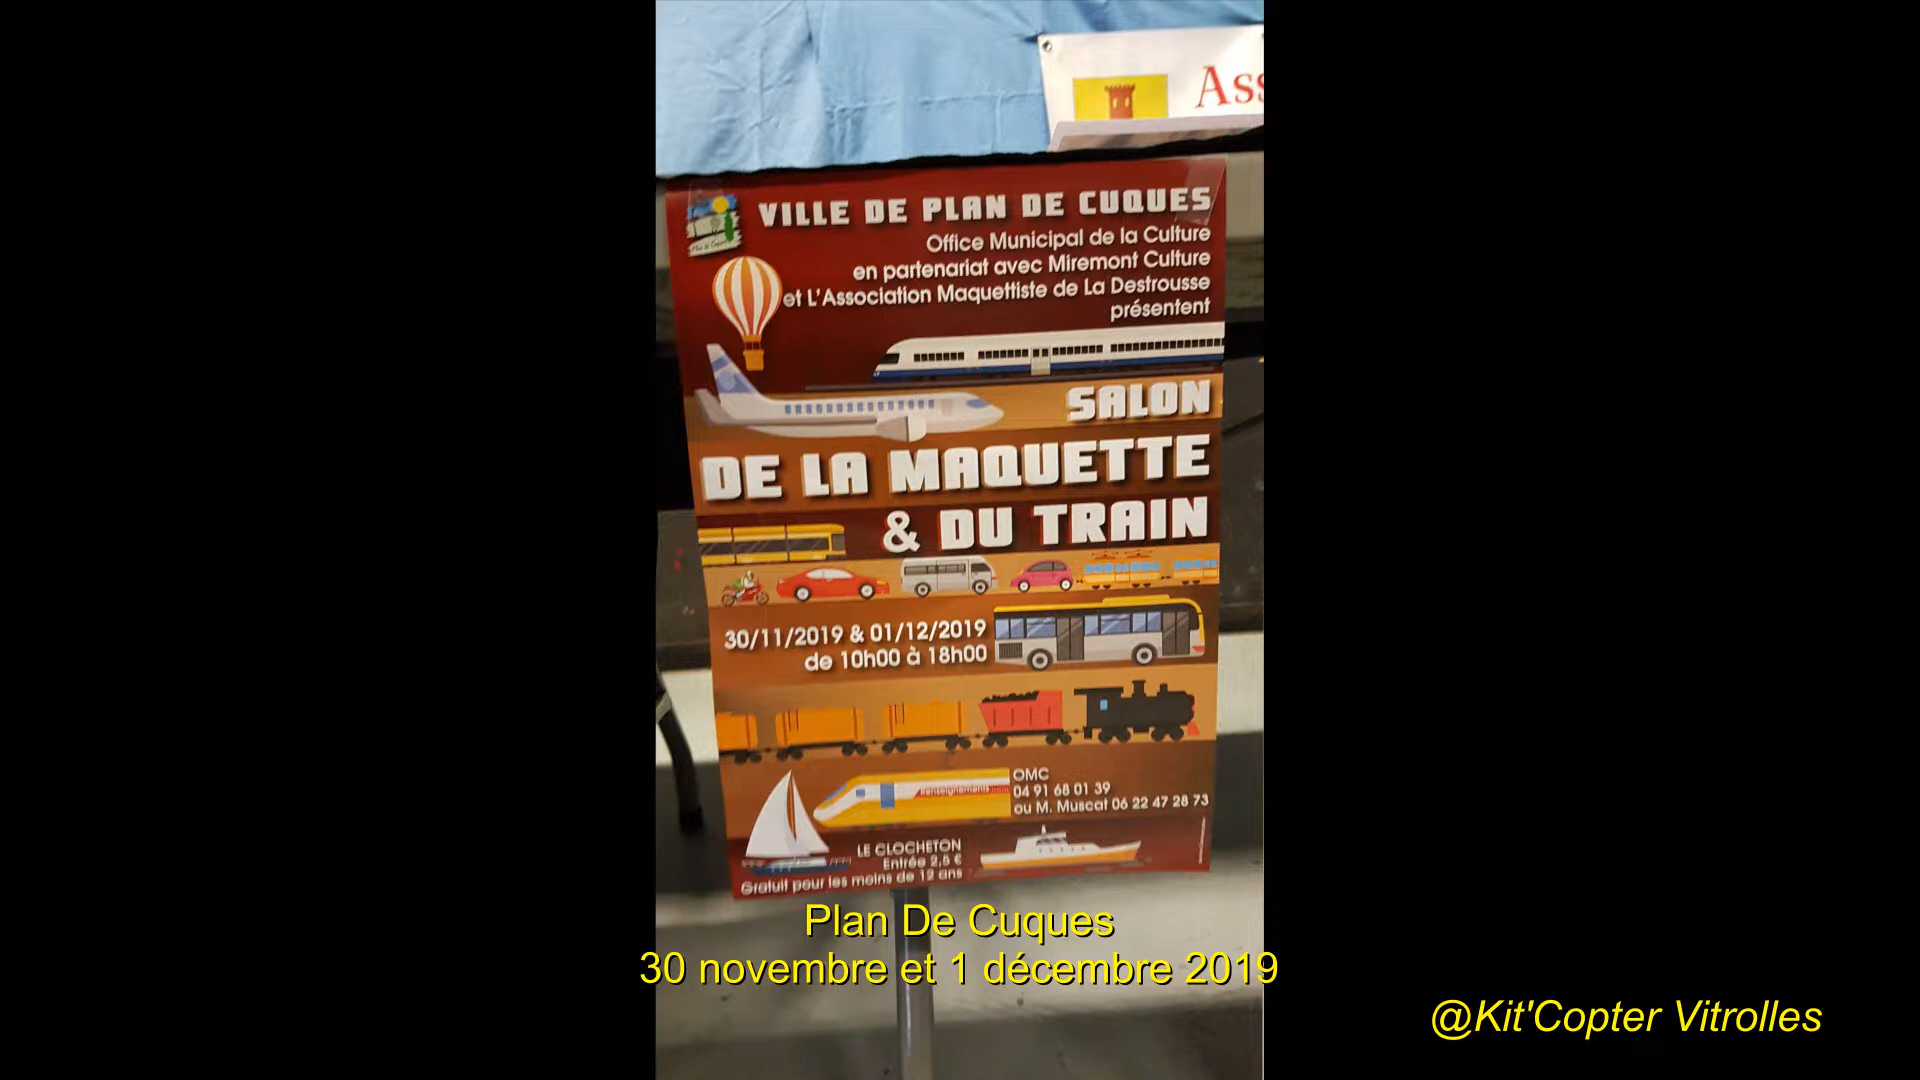 Ass
VILLE DE PLAN DE CUQUES
Office Municipal de la Culture
en partenariat avec Miremont Culture
et L'Association Maquettiste de La Destrousse
présentent
SALON
DE LA MAQUETTE
& DU TRAIN
30/11/2019 & 01/12/2019
de 10h00 à 18h00
Renseignements
OMC
04 91 68 01 39
ou M. Muscat 06 22 47 28 73
LE CLOCHETON
Entrée 2,5 €
Gratuit pour les moins de 12 ans
Plan De Cuques
30 novembre et 1 décembre 2019
@Kit'Copter Vitrolles